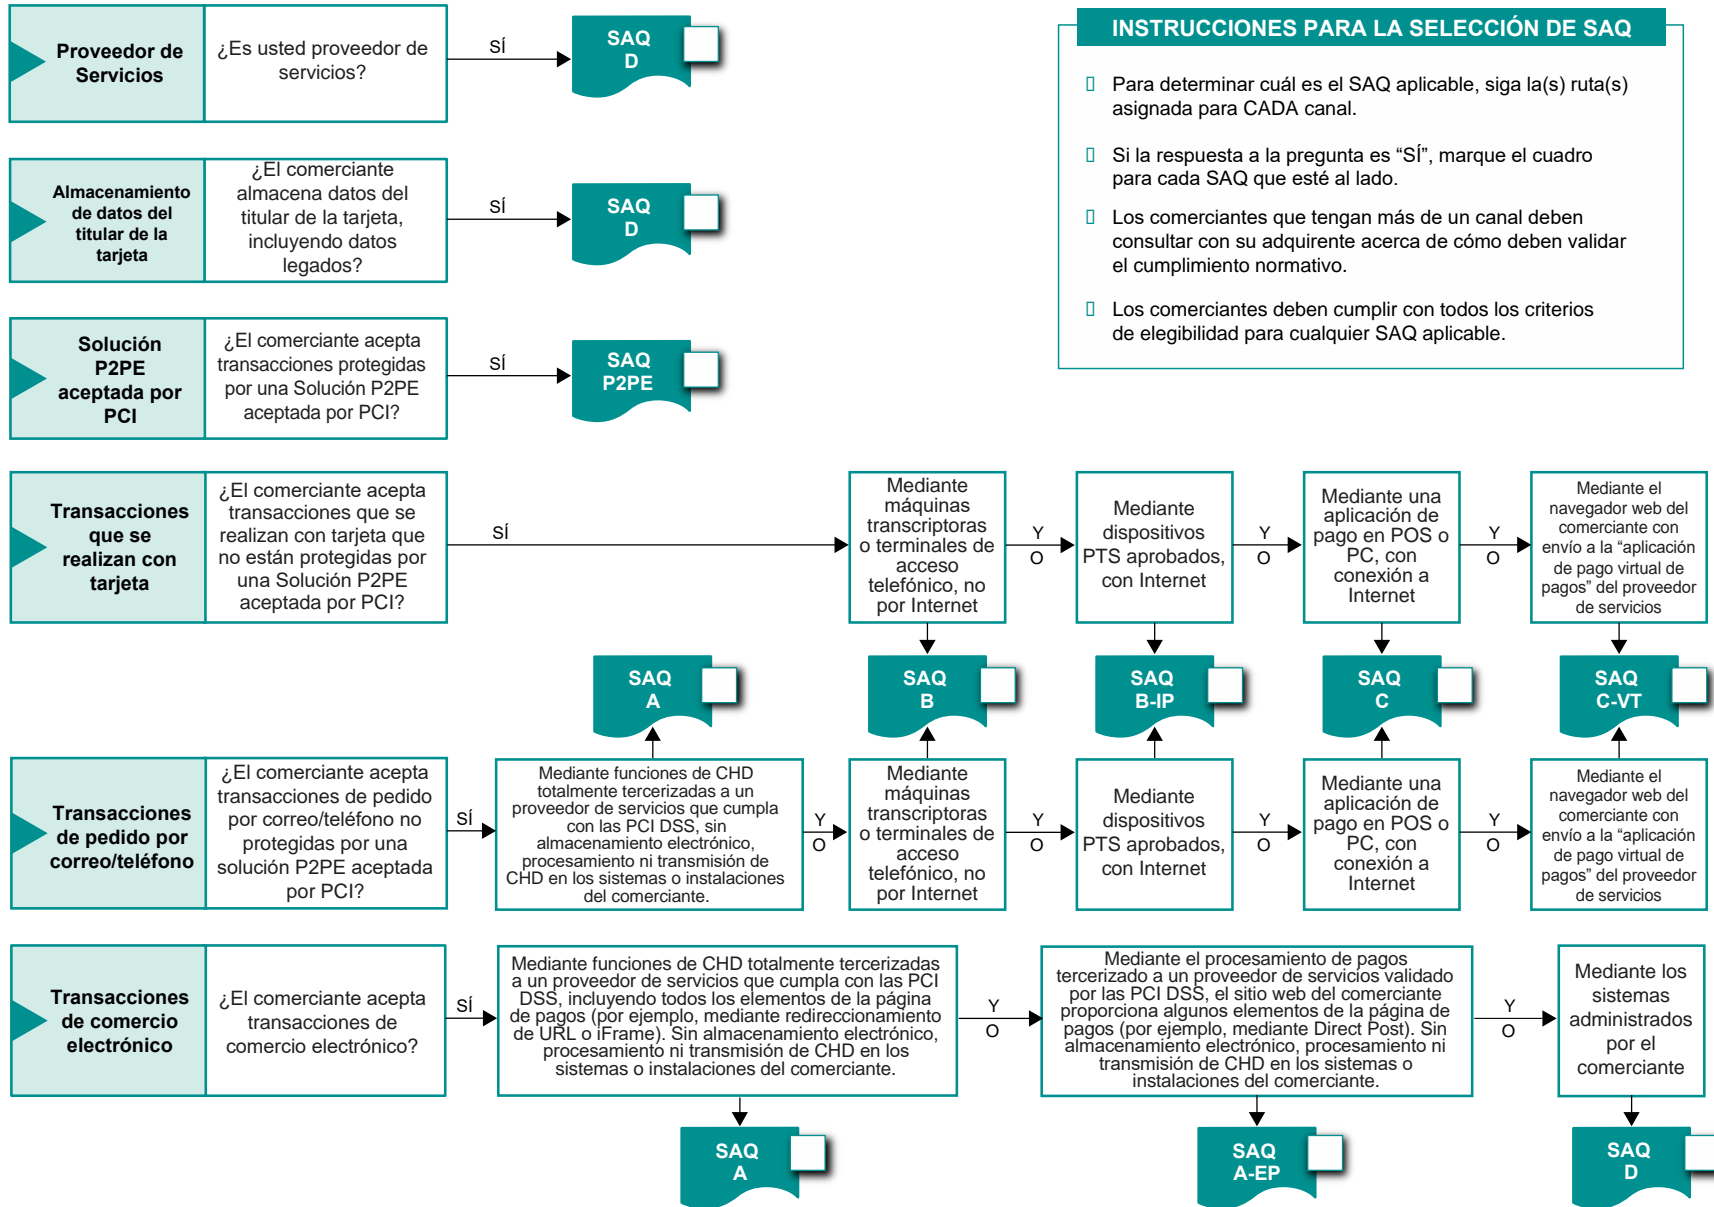 Proveedor de
Servicios
¿Es usted proveedor de
servicios?
SÍ
SAQ
D
INSTRUCCIONES PARA LA SELECCIÓN DE SAQ
Para determinar cuál es el SAQ aplicable, siga la(s) ruta(s)
asignada para CADA canal.
Si la respuesta a la pregunta es “SÍ”, marque el cuadro
para cada SAQ que esté al lado.
Los comerciantes que tengan más de un canal deben
consultar con su adquirente acerca de cómo deben validar
el cumplimiento normativo.
Los comerciantes deben cumplir con todos los criterios
de elegibilidad para cualquier SAQ aplicable.
Almacenamiento
de datos del
titular de la
tarjeta
¿El comerciante
almacena datos del
titular de la tarjeta,
incluyendo datos
legados?
SÍ
SAQ
D
Solución
P2PE
aceptada por
PCI
¿El comerciante acepta
transacciones protegidas
por una Solución P2PE
aceptada por PCI?
SÍ
SAQ
P2PE
Transacciones
que se
realizan con
tarjeta
¿El comerciante acepta
transacciones que se
realizan con tarjeta que
no están protegidas por
una Solución P2PE
aceptada por PCI?
SÍ
Mediante
máquinas
transcriptoras
o terminales de
acceso
telefónico, no
por Internet
Y
O
Mediante
dispositivos
PTS aprobados,
con Internet
Y
O
Mediante una
aplicación de
pago en POS o
PC, con
conexión a
Internet
Y
O
Mediante el
navegador web del
comerciante con
envío a la “aplicación
de pago virtual de
pagos” del proveedor
de servicios
SAQ
A
SAQ
B
SAQ
B-IP
SAQ
C
SAQ
C-VT
Transacciones
de pedido por
correo/teléfono
¿El comerciante acepta
transacciones de pedido
por correo/teléfono no
protegidas por una
solución P2PE aceptada
por PCI?
SÍ
Mediante funciones de CHD
totalmente tercerizadas a un
proveedor de servicios que cumpla
con las PCI DSS, sin
almacenamiento electrónico,
procesamiento ni transmisión de
CHD en los sistemas o instalaciones
del comerciante.
Y
O
Mediante
máquinas
transcriptoras
o terminales de
acceso
telefónico, no
por Internet
Y
O
Mediante
dispositivos
PTS aprobados,
con Internet
Y
O
Mediante una
aplicación de
pago en POS o
PC, con
conexión a
Internet
Y
O
Mediante el
navegador web del
comerciante con
envío a la “aplicación
de pago virtual de
pagos” del proveedor
de servicios
Transacciones
de comercio
electrónico
¿El comerciante acepta
transacciones de
comercio electrónico?
SÍ
Mediante funciones de CHD totalmente tercerizadas
a un proveedor de servicios que cumpla con las PCI
DSS, incluyendo todos los elementos de la página
de pagos (por ejemplo, mediante redireccionamiento
de URL o iFrame). Sin almacenamiento electrónico,
procesamiento ni transmisión de CHD en los
sistemas o instalaciones del comerciante.
Y
O
Mediante el procesamiento de pagos
tercerizado a un proveedor de servicios validado
por las PCI DSS, el sitio web del comerciante
proporciona algunos elementos de la página de
pagos (por ejemplo, mediante Direct Post). Sin
almacenamiento electrónico, procesamiento ni
transmisión de CHD en los sistemas o
instalaciones del comerciante.
Y
O
Mediante los
sistemas
administrados
por el
comerciante
SAQ
A
SAQ
A-EP
SAQ
D